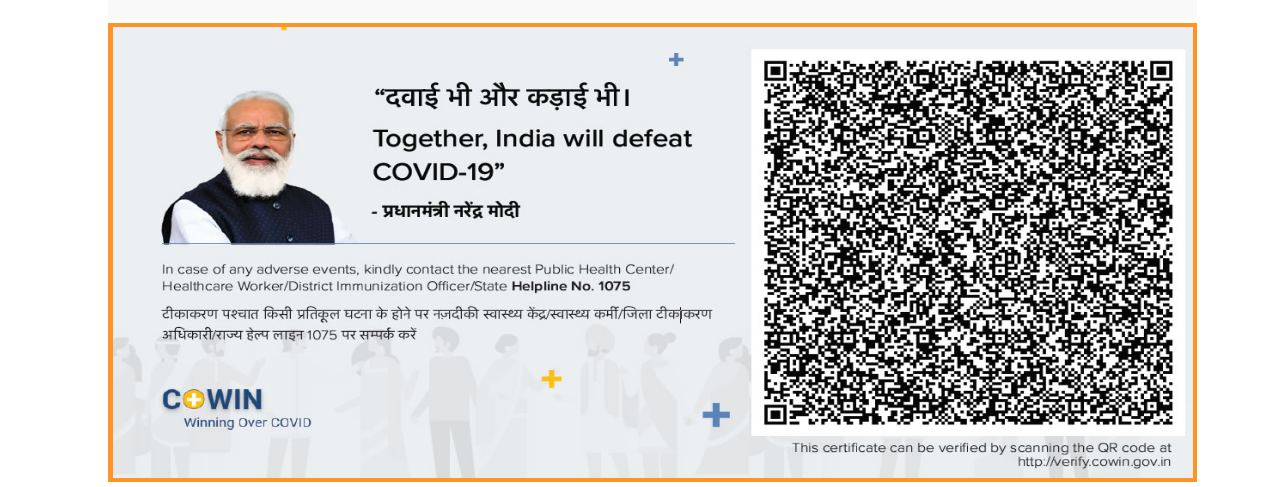 “दवाई भी और कड़ाई भी।
Together, India will defeat
COVID-19”
- प्रधानमंत्री नरेंद्र मोदी
In case of any adverse events, kindly contact the nearest Public Health Center/
Healthcare Worker/District Immunization Officer/State Helpline No. 1075
टीकाकरण पश्चात किसी प्रतिकूल घटना के होने पर नज़दीकी स्वास्थ्य केंद्र/स्वास्थ्य कर्मी/जिला टीकाकरण
अधिकारी/राज्य हेल्प लाइन 1075 पर सम्पर्क करें
COWIN
Winning Over COVID
This certificate can be verified by scanning the QR code at
http://verify.cowin.gov.in